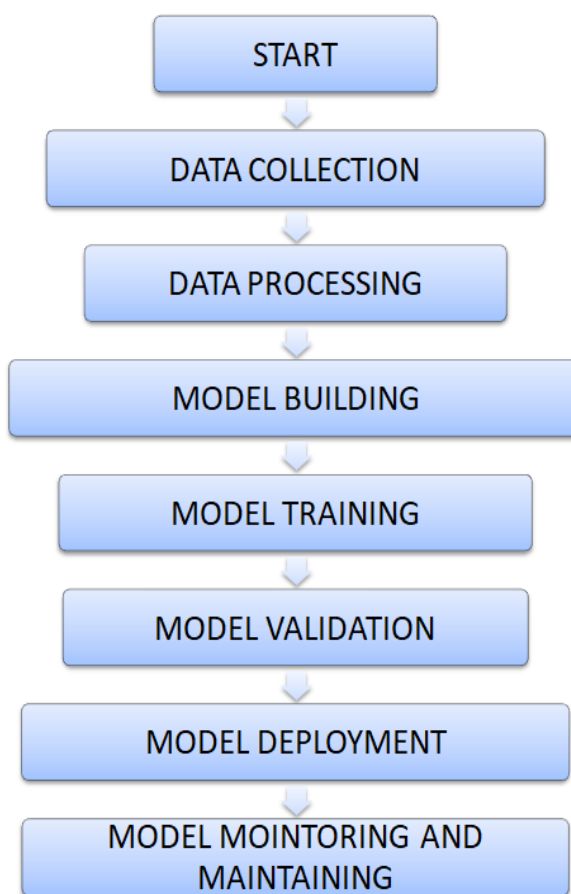 START
DATA COLLECTION
DATA PROCESSING
MODEL BUILDING
MODEL TRAINING
MODEL VALIDATION
MODEL DEPLOYMENT
MODEL MOINTORING AND
MAINTAINING